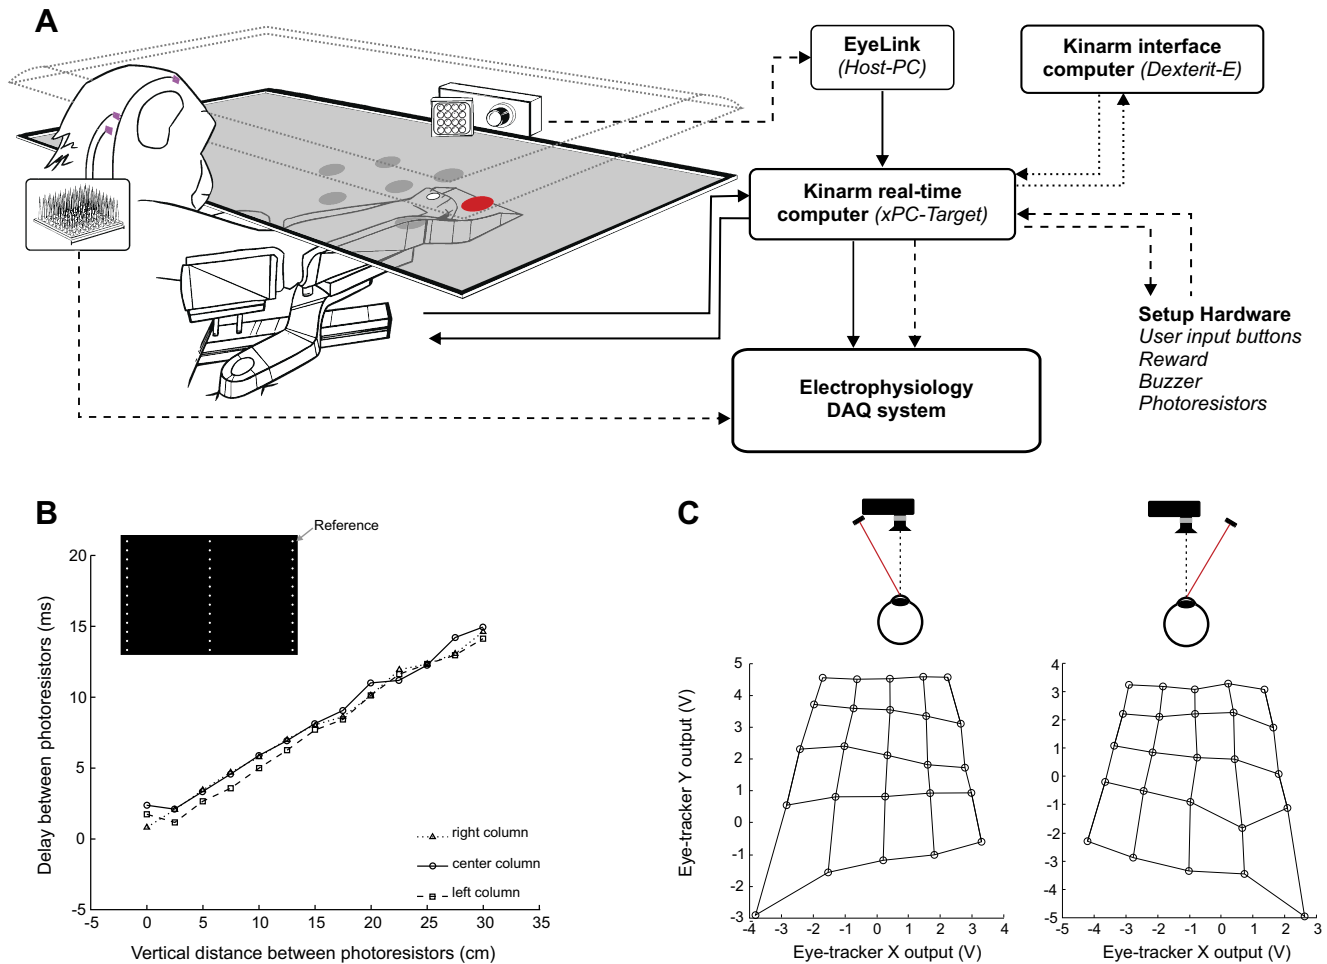 A
EyeLink
(Host-PC)
Kinarm interface
computer (Dexterit-E)
Kinarm real-time
computer (xPC-Target)
Setup Hardware
User input buttons
Reward
Buzzer
Photoresistors
Electrophysiology
DAQ system
B
Reference
20
15
10
5
0
-5
Delay between photoresistors (ms)
right column
center column
left column
-5 0 5 10 15 20 25 30 35
Vertical distance between photoresistors (cm)
C
5
4
3
2
1
0
-1
-2
-3
Eye-tracker Y output (V)
-4 -3 -2 -1 0 1 2 3 4
Eye-tracker X output (V)
4
3
2
1
0
-1
-2
-3
-4
-5
-5 -4 -3 -2 -1 0 1 2 3
Eye-tracker X output (V)